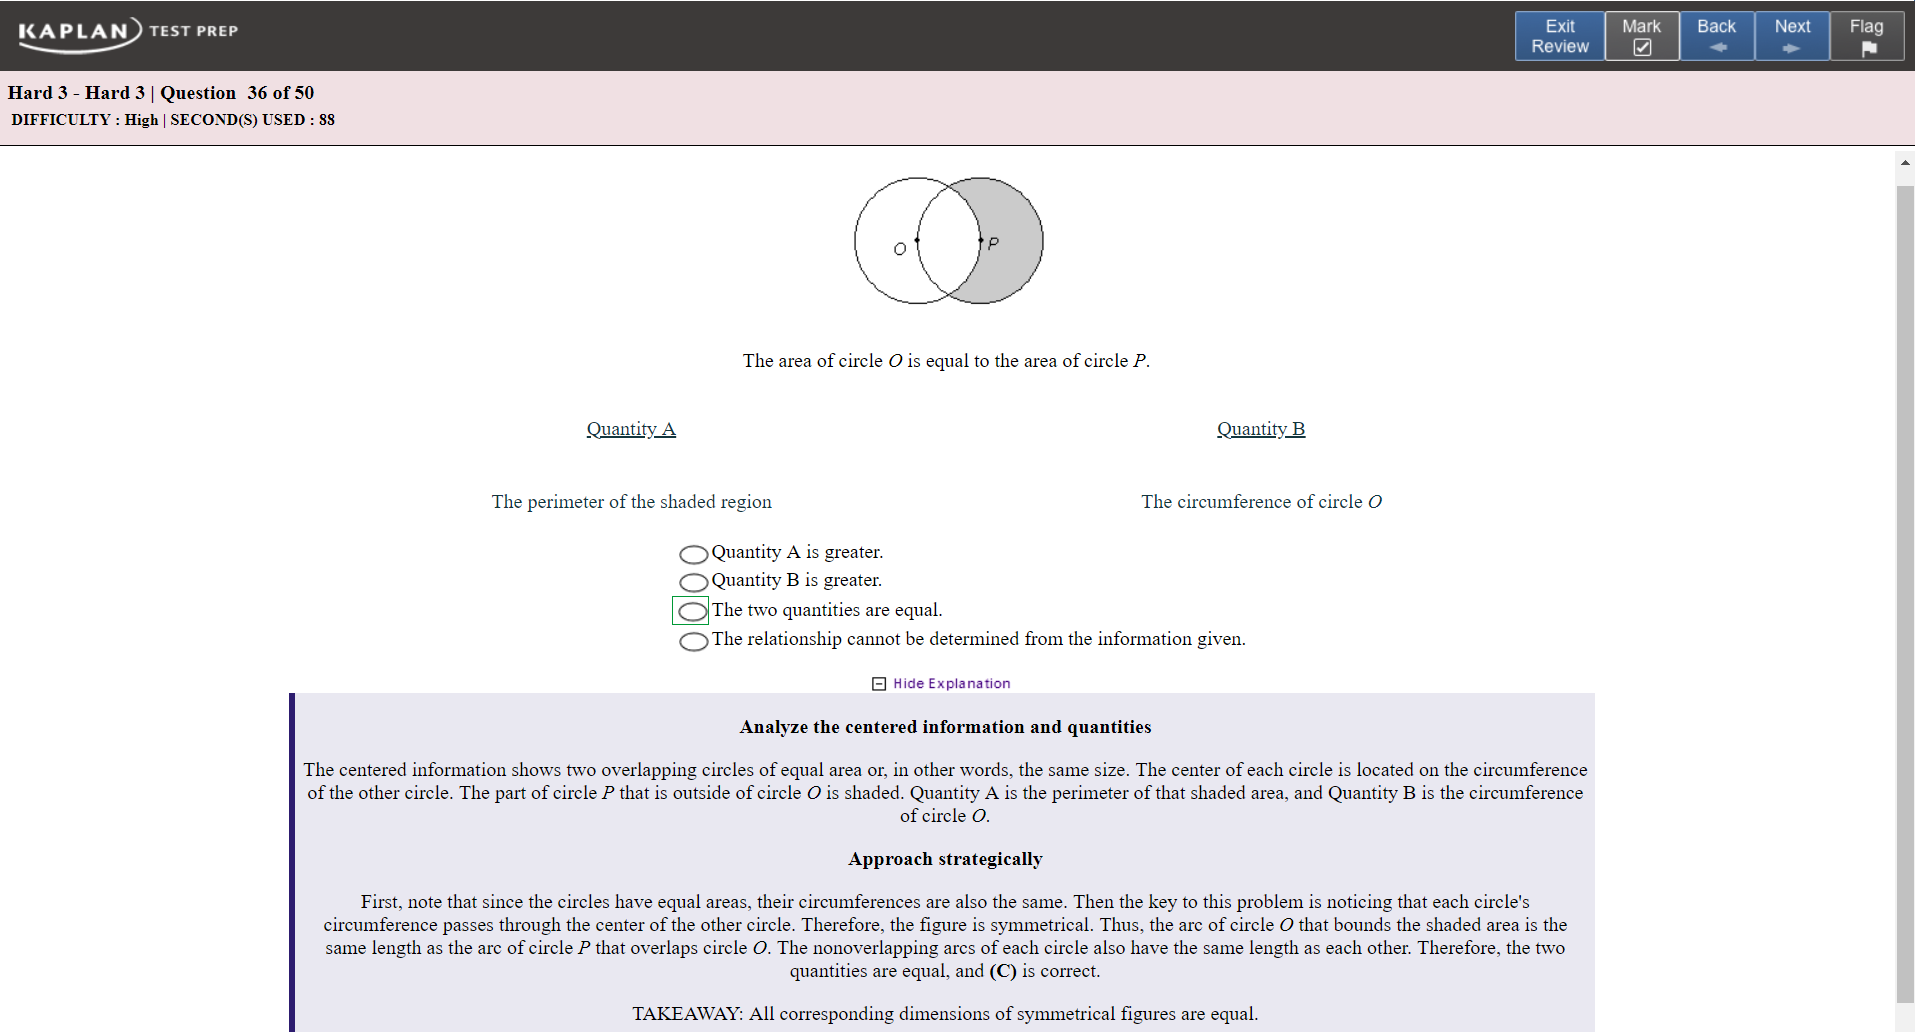 KAPLAN TEST PREP
Exit Review
Mark
Back
Next
Flag
Hard 3 - Hard 3 | Question 36 of 50
DIFFICULTY : High | SECOND(S) USED : 88
O
P
The area of circle O is equal to the area of circle P.
Quantity A
Quantity B
The perimeter of the shaded region
The circumference of circle O
Quantity A is greater.
Quantity B is greater.
The two quantities are equal.
The relationship cannot be determined from the information given.
Hide Explanation
Analyze the centered information and quantities
The centered information shows two overlapping circles of equal area or, in other words, the same size. The center of each circle is located on the circumference
of the other circle. The part of circle P that is outside of circle O is shaded. Quantity A is the perimeter of that shaded area, and Quantity B is the circumference
of circle O.
Approach strategically
First, note that since the circles have equal areas, their circumferences are also the same. Then the key to this problem is noticing that each circle's
circumference passes through the center of the other circle. Therefore, the figure is symmetrical. Thus, the arc of circle O that bounds the shaded area is the
same length as the arc of circle P that overlaps circle O. The nonoverlapping arcs of each circle also have the same length as each other. Therefore, the two
quantities are equal, and (C) is correct.
TAKEAWAY: All corresponding dimensions of symmetrical figures are equal.